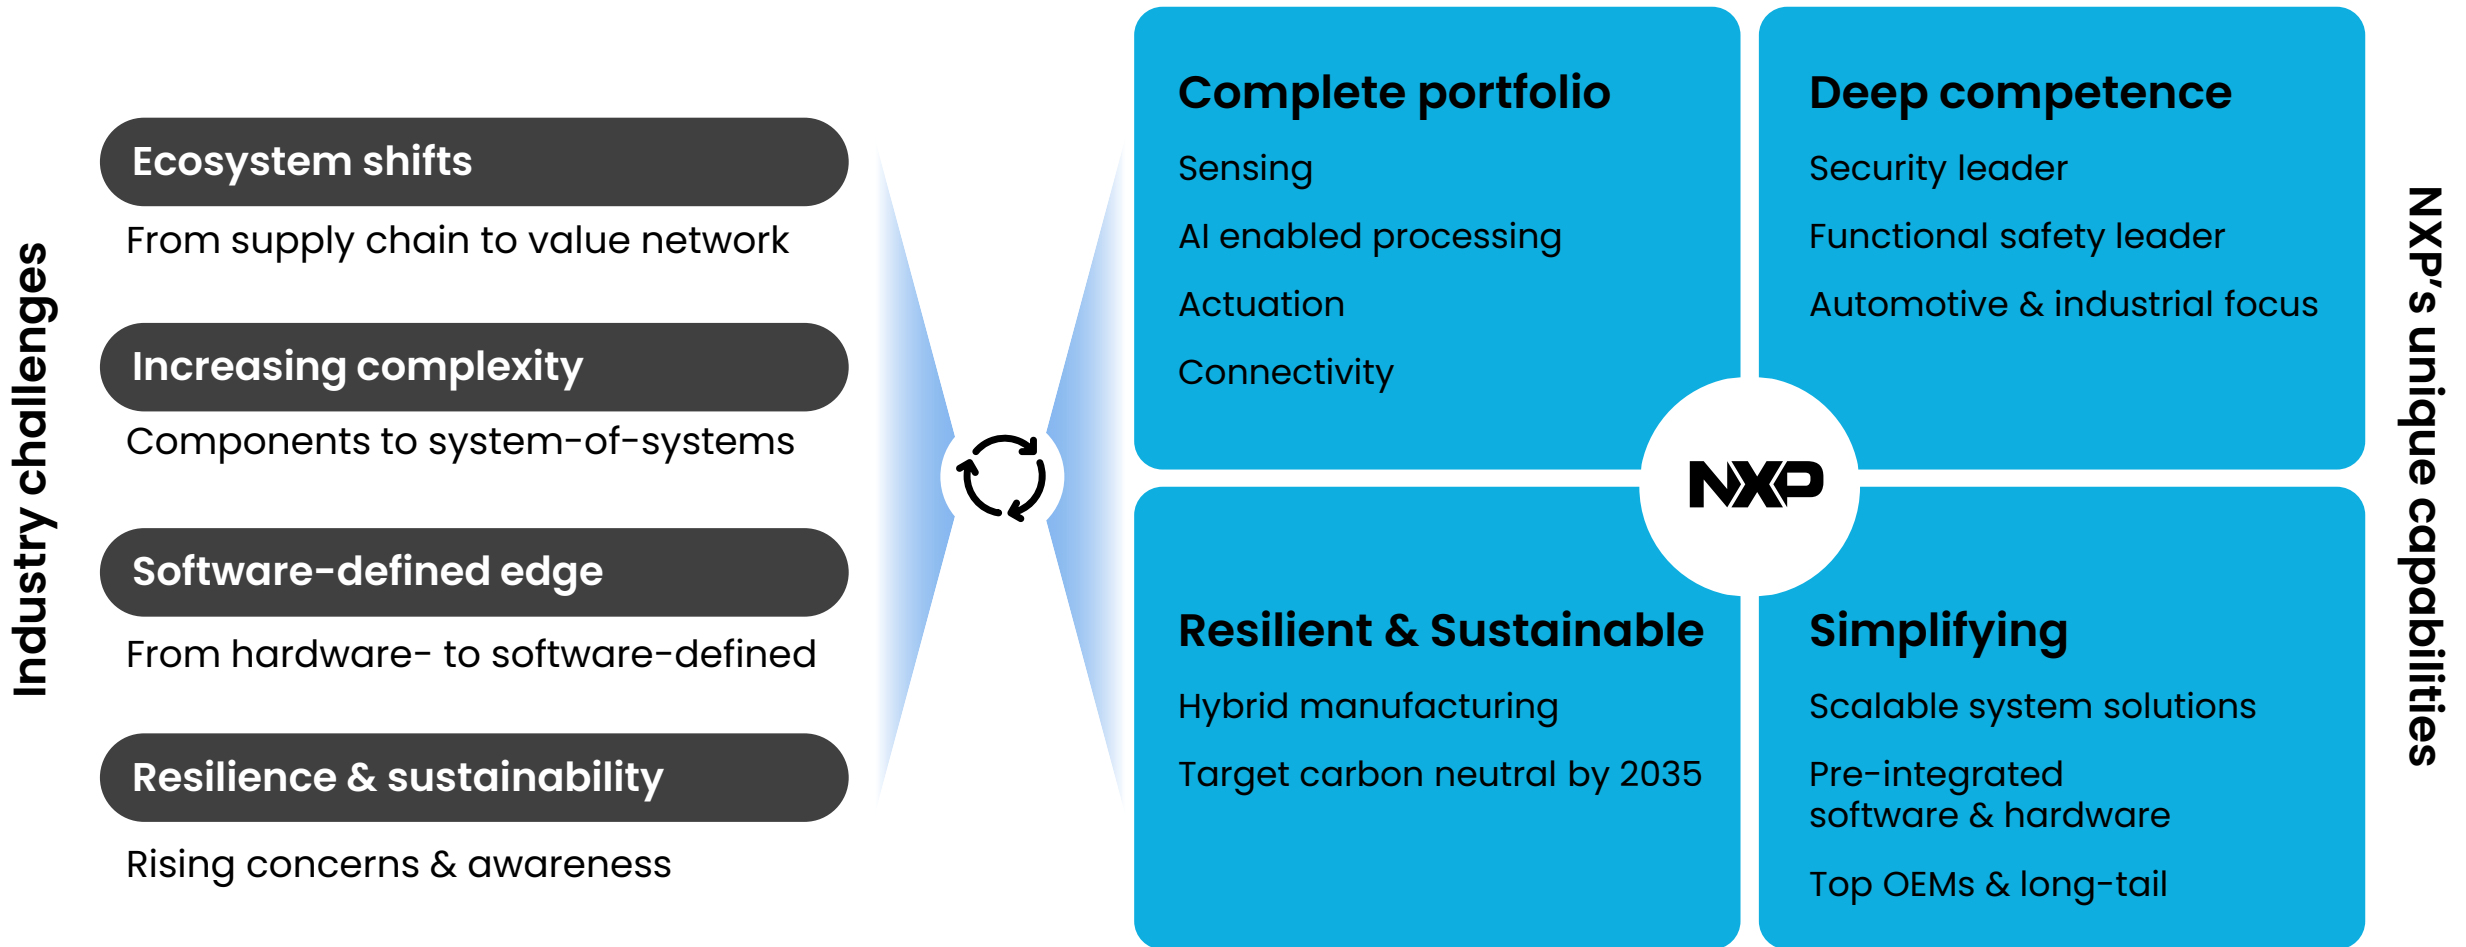 Industry challenges
Ecosystem shifts
From supply chain to value network
Increasing complexity
Components to system-of-systems
Software-defined edge
From hardware- to software-defined
Resilience & sustainability
Rising concerns & awareness
Complete portfolio
Sensing
AI enabled processing
Actuation
Connectivity
Deep competence
Security leader
Functional safety leader
Automotive & industrial focus
NXP
Resilient & Sustainable
Hybrid manufacturing
Target carbon neutral by 2035
Simplifying
Scalable system solutions
Pre-integrated
software & hardware
Top OEMs & long-tail
NXP’s unique capabilities